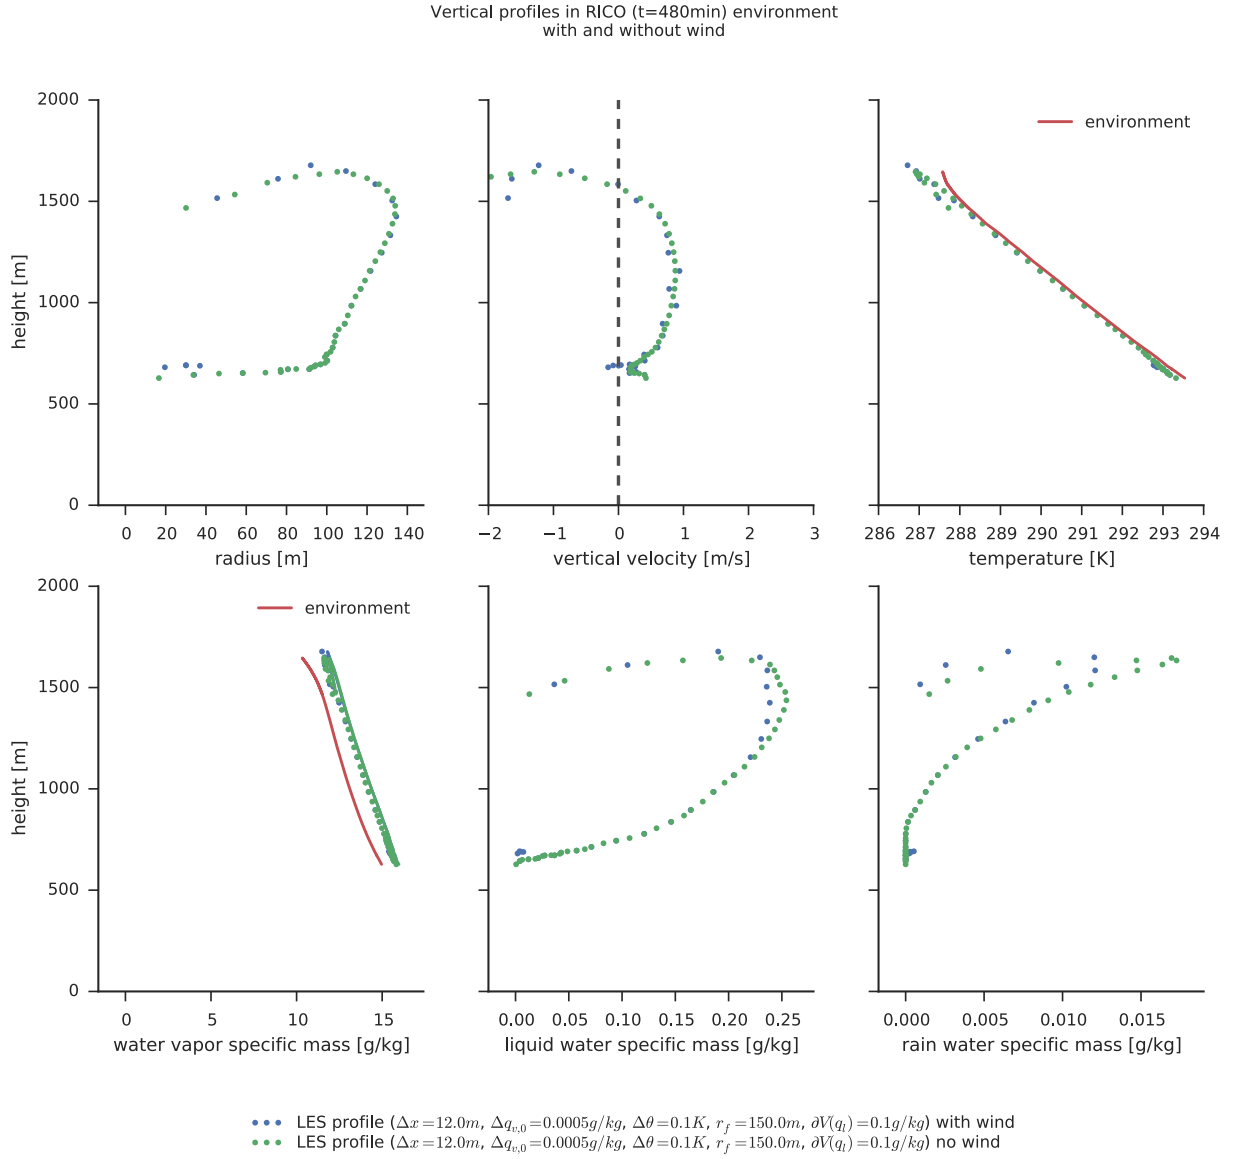 Vertical profiles in RICO (t=480min) environment
with and without wind
2000
1500
1000
500
0
height [m]
0 20 40 60 80 100 120 140
radius [m]
−2 −1 0 1 2 3
vertical velocity [m/s]
environment
286 287 288 289 290 291 292 293 294
temperature [K]
2000
1500
1000
500
0
height [m]
environment
0 5 10 15
water vapor specific mass [g/kg]
0.00 0.05 0.10 0.15 0.20 0.25
liquid water specific mass [g/kg]
0.000 0.005 0.010 0.015
rain water specific mass [g/kg]
LES profile (Δx=12.0m, Δq_{v,0}=0.0005g/kg, Δθ=0.1K, r_f=150.0m, ∂V(q_l)=0.1g/kg) with wind
LES profile (Δx=12.0m, Δq_{v,0}=0.0005g/kg, Δθ=0.1K, r_f=150.0m, ∂V(q_l)=0.1g/kg) no wind